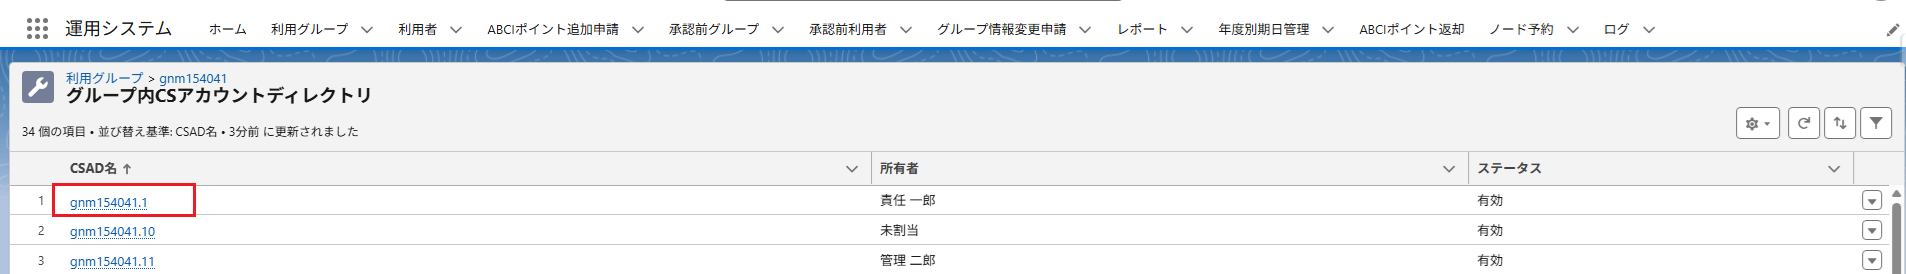 運用システム ホーム 利用グループ 利用者 ABCIポイント追加申請 承認前グループ 承認前利用者 グループ情報変更申請 レポート 年度別期日管理 ABCIポイント返却 ノード予約 ログ
利用グループ > gnm154041
グループ内CSアカウントディレクトリ
34 個の項目 • 並び替え基準: CSAD名 • 3分前 に更新されました
CSAD名 ↑ 所有者 ステータス
1 gnm154041.1 責任 一郎 有効
2 gnm154041.10 未割当 有効
3 gnm154041.11 管理 二郎 有効